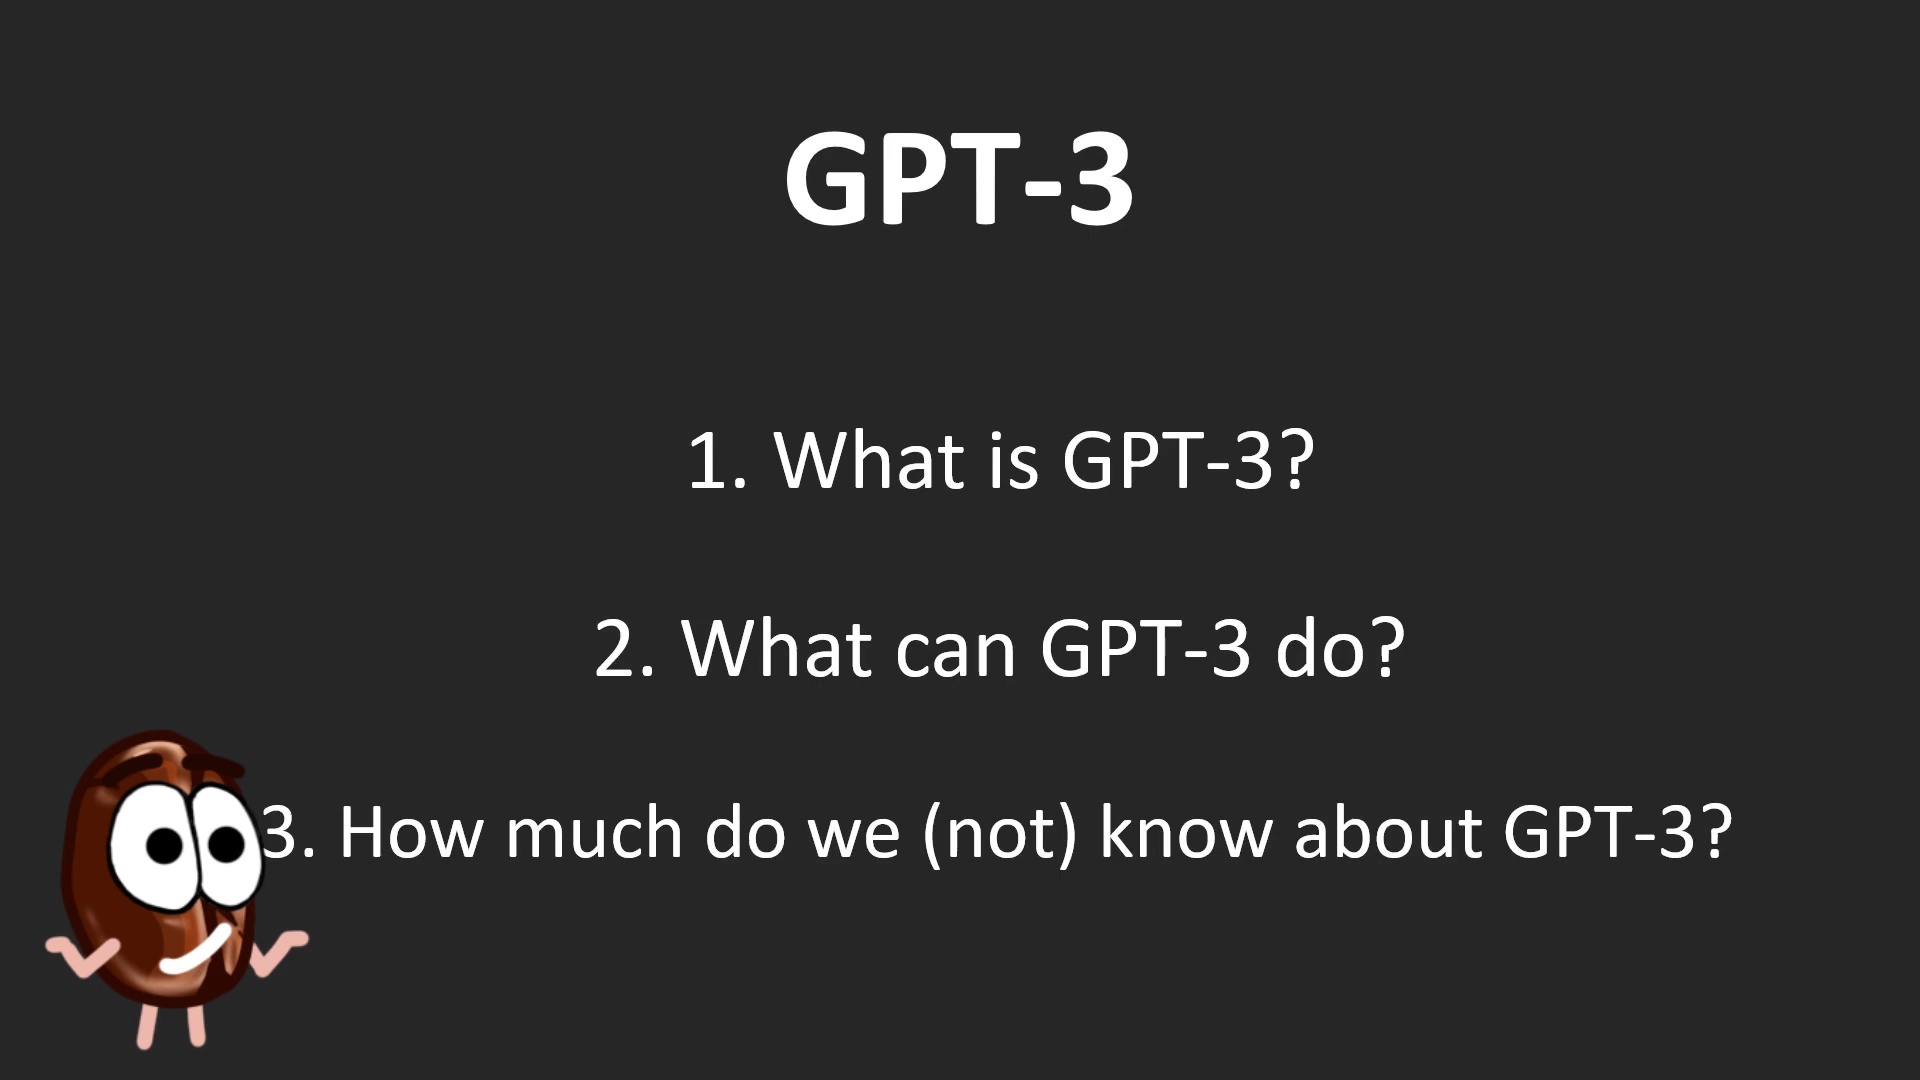 GPT-3
1. What is GPT-3?
2. What can GPT-3 do?
3. How much do we (not) know about GPT-3?